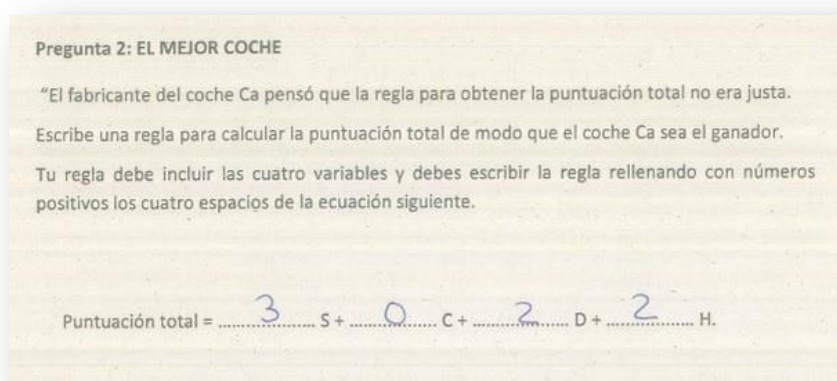 Pregunta 2: EL MEJOR COCHE
“El fabricante del coche Ca pensó que la regla para obtener la puntuación total no era justa.
Escribe una regla para calcular la puntuación total de modo que el coche Ca sea el ganador.
Tu regla debe incluir las cuatro variables y debes escribir la regla rellenando con números
positivos los cuatro espacios de la ecuación siguiente.
Puntuación total = ........3........ S + ........0........ C + ........2........ D + ........2........ H.